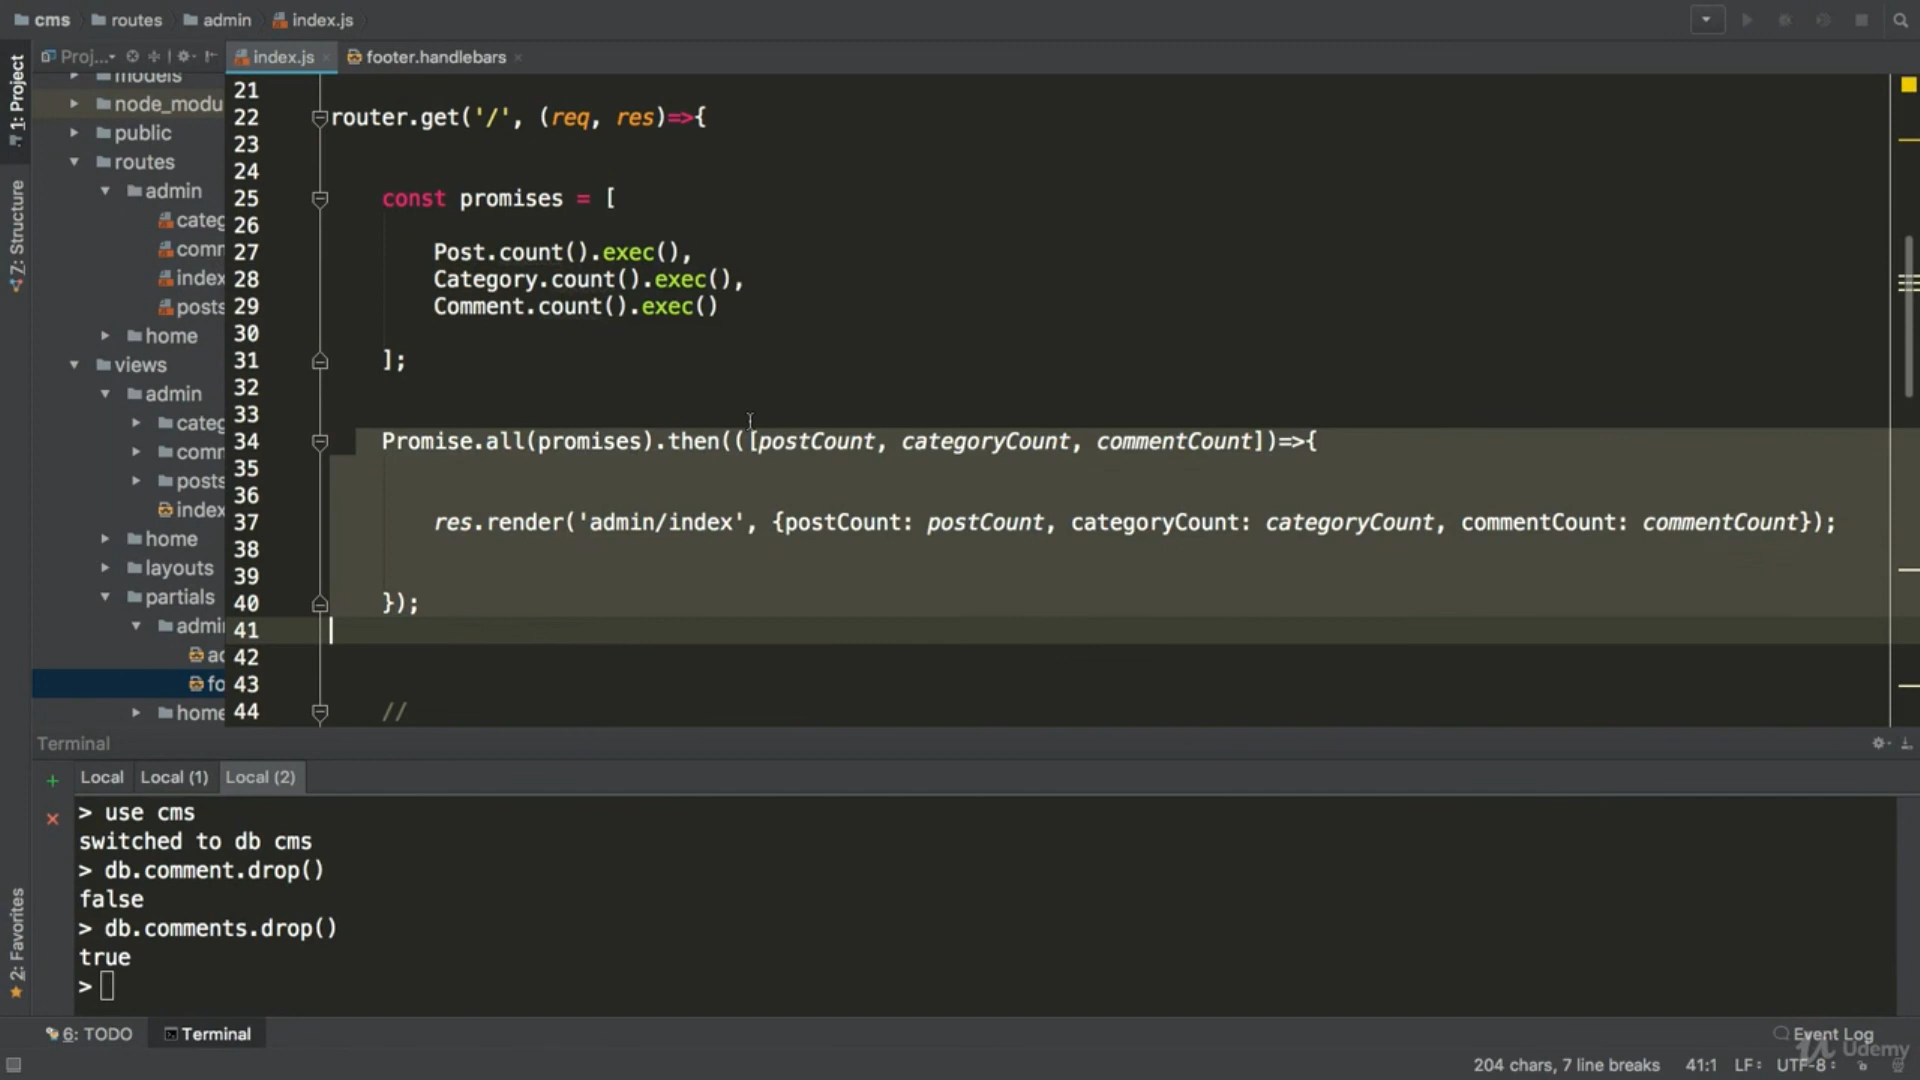 cms routes admin index.js
Proj... index.js footer.handlebars
1: Project
Z: Structure
2: Favorites
models
node_modu
public
routes
admin
categ
comn
index
posts
home
views
admin
categ
comn
posts
index
home
layouts
partials
admi
ac
fo
home
21
22 router.get('/', (req, res)=>{
23
24
25 const promises = [
26
27 Post.count().exec(),
28 Category.count().exec(),
29 Comment.count().exec()
30
31 ];
32
33
34 Promise.all(promises).then(([postCount, categoryCount, commentCount])=>{
35
36
37 res.render('admin/index', {postCount: postCount, categoryCount: categoryCount, commentCount: commentCount});
38
39
40 });
41
42
43
44 //
Terminal
Local Local (1) Local (2)
> use cms
switched to db cms
> db.comment.drop()
false
> db.comments.drop()
true
>
6: TODO Terminal Event Log
Udemy
204 chars, 7 line breaks 41:1 LF: UTF-8: